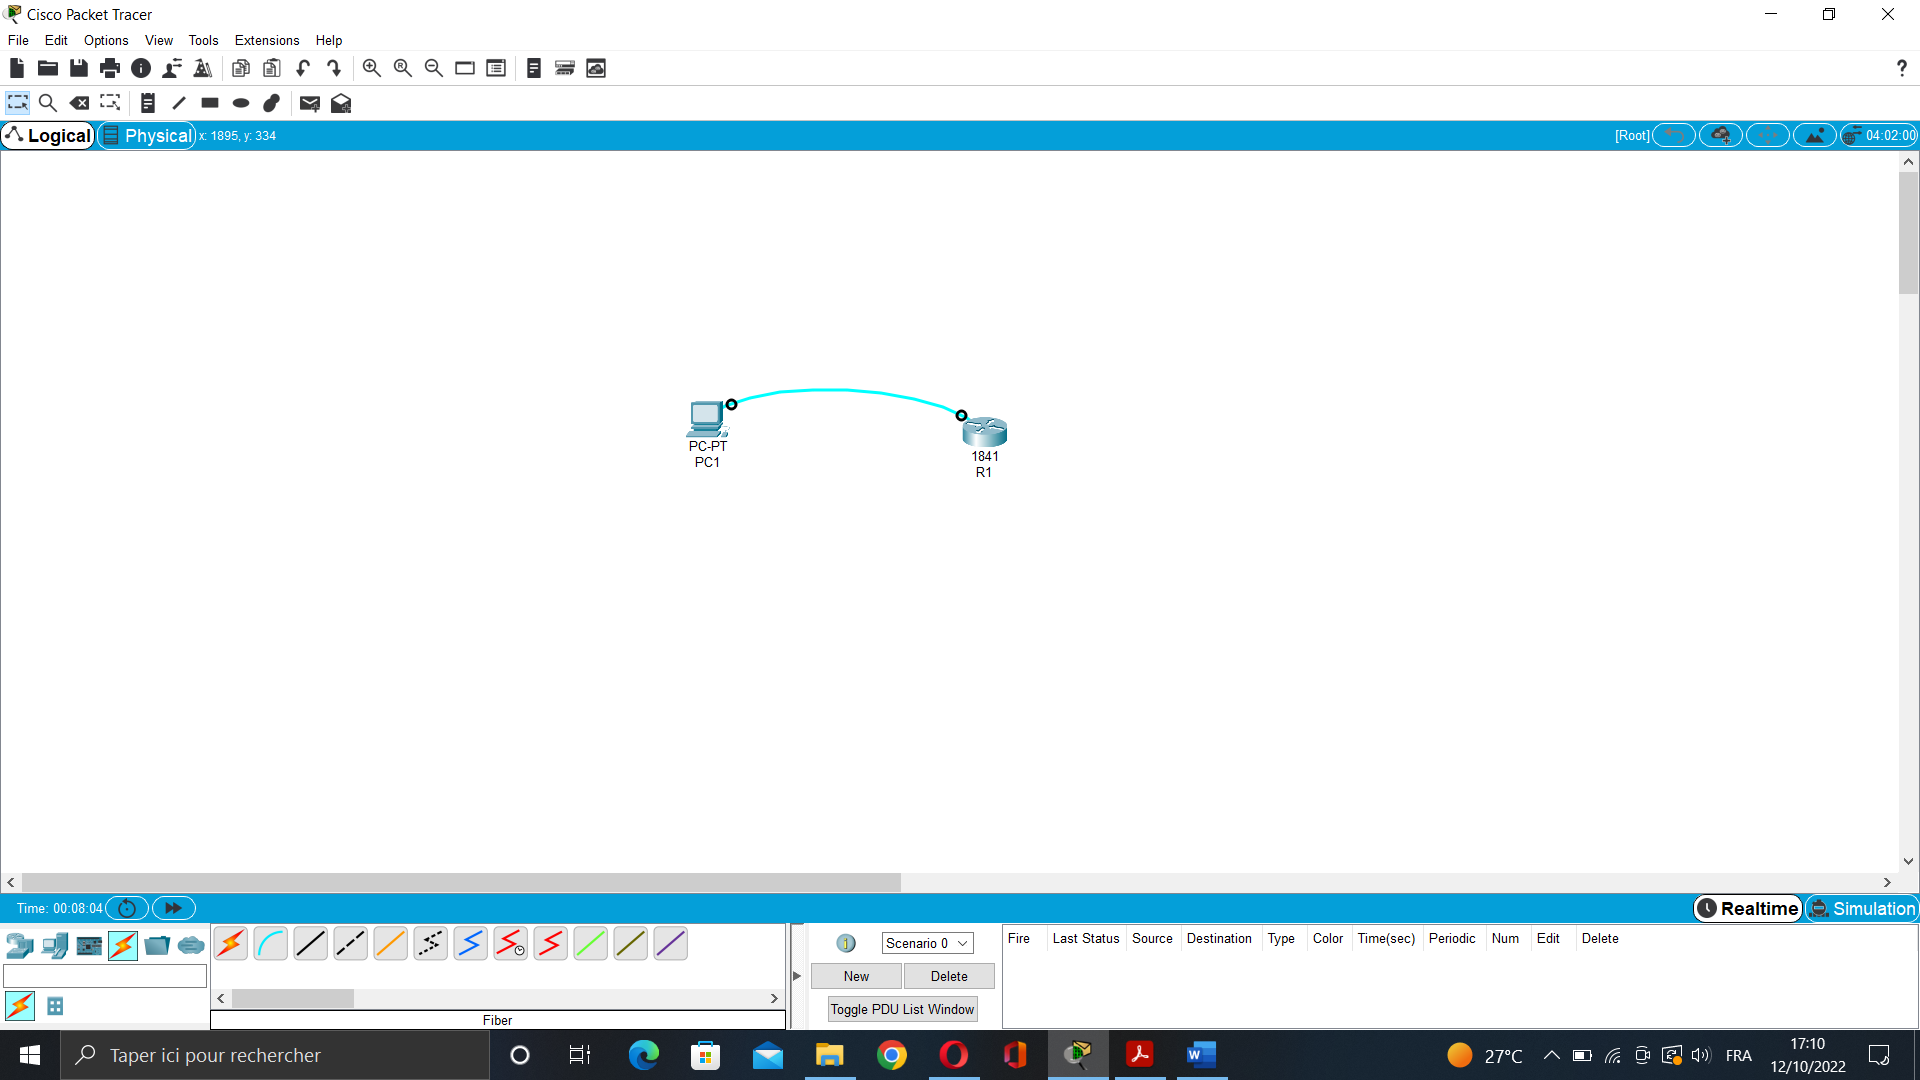 Cisco Packet Tracer
File Edit Options View Tools Extensions Help
?
Logical Physical x: 1895, y: 334 [Root] 04:02:00
PC-PT
PC1
1841
R1
Time: 00:08:04 Realtime Simulation
Scenario 0 Fire Last Status Source Destination Type Color Time(sec) Periodic Num Edit Delete
New Delete
Toggle PDU List Window
Fiber
Taper ici pour rechercher 27°C FRA 17:10
12/10/2022